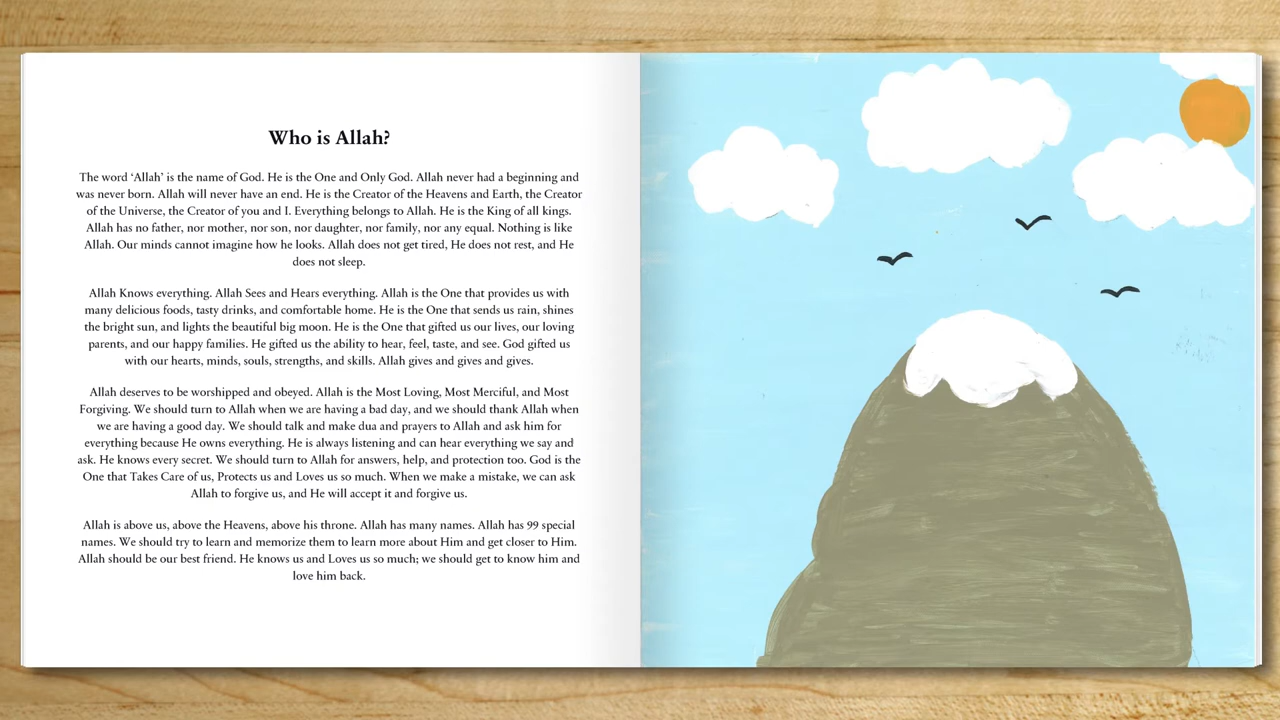 Who is Allah?
The word ‘Allah’ is the name of God. He is the One and Only God. Allah never had a beginning and
was never born. Allah will never have an end. He is the Creator of the Heavens and Earth, the Creator
of the Universe, the Creator of you and I. Everything belongs to Allah. He is the King of all kings.
Allah has no father, nor mother, nor son, nor daughter, nor family, nor any equal. Nothing is like
Allah. Our minds cannot imagine how he looks. Allah does not get tired, He does not rest, and He
does not sleep.
Allah Knows everything. Allah Sees and Hears everything. Allah is the One that provides us with
many delicious foods, tasty drinks, and comfortable home. He is the One that sends us rain, shines
the bright sun, and lights the beautiful big moon. He is the One that gifted us our lives, our loving
parents, and our happy families. He gifted us the ability to hear, feel, taste, and see. God gifted us
with our hearts, minds, souls, strengths, and skills. Allah gives and gives and gives.
Allah deserves to be worshipped and obeyed. Allah is the Most Loving, Most Merciful, and Most
Forgiving. We should turn to Allah when we are having a bad day, and we should thank Allah when
we are having a good day. We should talk and make dua and prayers to Allah and ask him for
everything because He owns everything. He is always listening and can hear everything we say and
ask. He knows every secret. We should turn to Allah for answers, help, and protection too. God is the
One that Takes Care of us, Protects us and Loves us so much. When we make a mistake, we can ask
Allah to forgive us, and He will accept it and forgive us.
Allah is above us, above the Heavens, above his throne. Allah has many names. Allah has 99 special
names. We should try to learn and memorize them to learn more about Him and get closer to Him.
Allah should be our best friend. He knows us and Loves us so much; we should get to know him and
love him back.